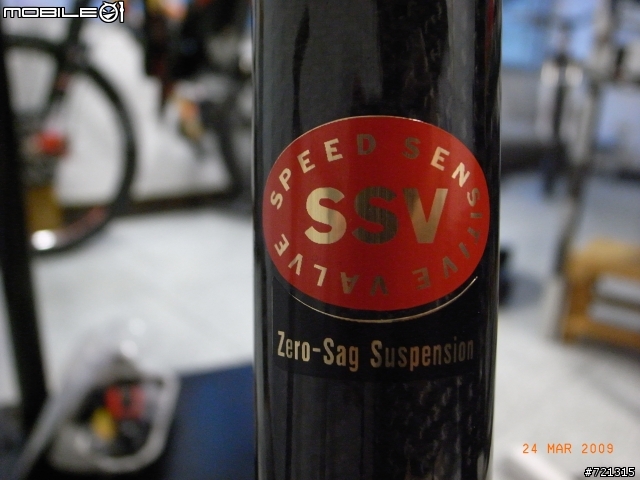 MOBILE01
SPEED SENSITIVE VALVE
SSV
Zero-Sag Suspension
24 MAR 2009
#721315